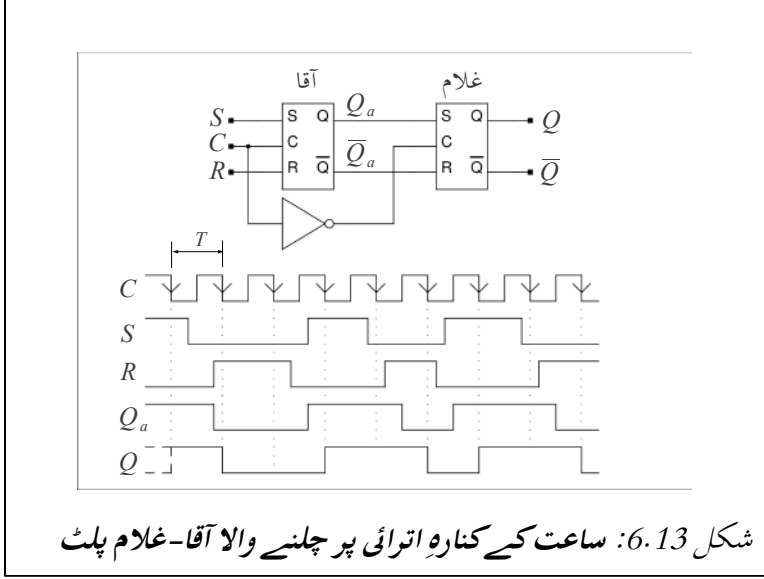 آقا غلام
S S Q Qₐ S Q Q
C C C
R R Q̅ Q̅ₐ R Q̅ Q̅
T
C
S
R
Qₐ
Q
شکل 6.13: ساعت کے کنارہِ اترائی پر چلنے والا آقا-غلام پلٹ